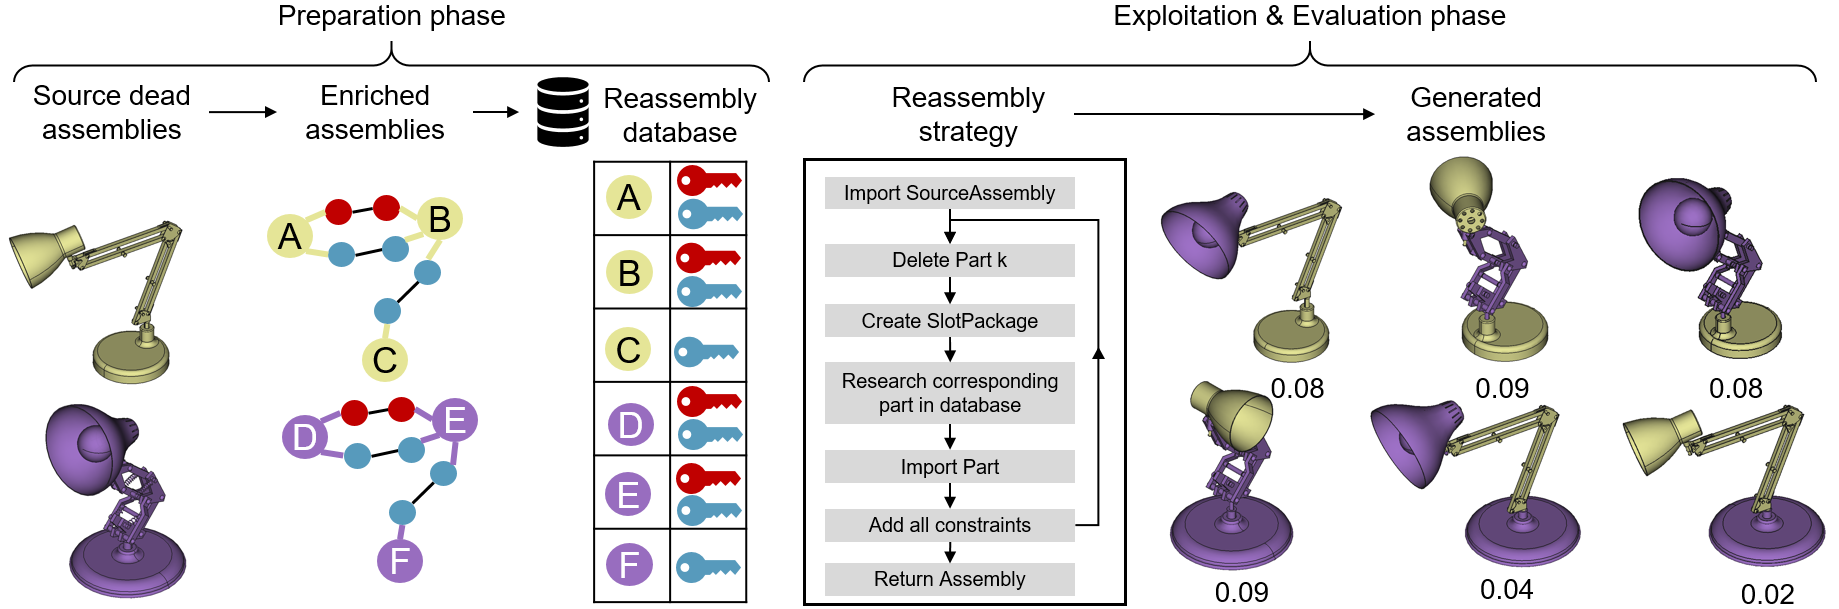 Preparation phase
Exploitation & Evaluation phase
Source dead
assemblies
Enriched
assemblies
Reassembly
database
Reassembly
strategy
Generated
assemblies
A
B
C
D
E
F
A
B
C
D
E
F
Import SourceAssembly
Delete Part k
Create SlotPackage
Research corresponding
part in database
Import Part
Add all constraints
Return Assembly
0.08
0.09
0.08
0.09
0.04
0.02